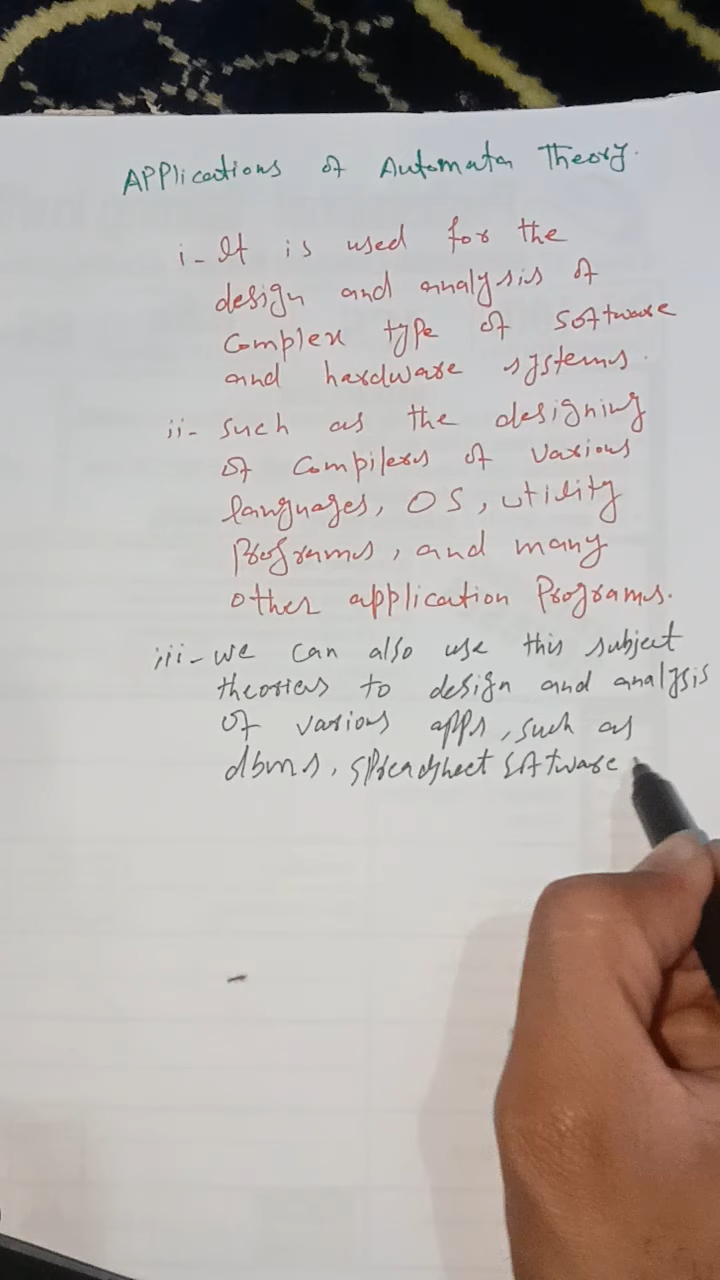 Applications of Automata Theory.
i- It is used for the
design and analysis of
complex type of software
and hardware systems.
ii- such as the designing
of compilers of various
languages, OS, utility
Programs, and many
other application Programs.
iii- we can also use this subject
theories to design and analysis
of various apps, such as
dbms, spreadsheet software